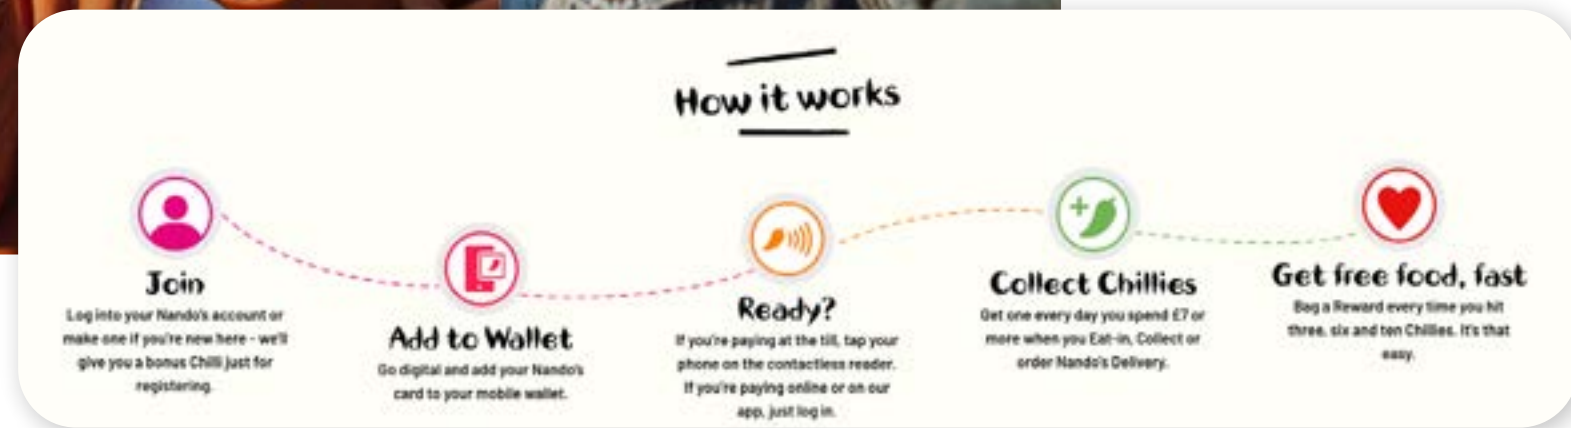 How it works
Join
Log into your Nando's account or
make one if you're new here - we'll
give you a bonus Chilli just for
registering.
Add to Wallet
Go digital and add your Nando's
card to your mobile wallet.
Ready?
If you're paying at the till, tap your
phone on the contactless reader.
If you're paying online or on our
app, just log in.
Collect Chillies
Get one every day you spend £7 or
more when you Eat-in, Collect or
order Nando's Delivery.
Get free food, fast
Bag a Reward every time you hit
three, six and ten Chillies. It's that
easy.